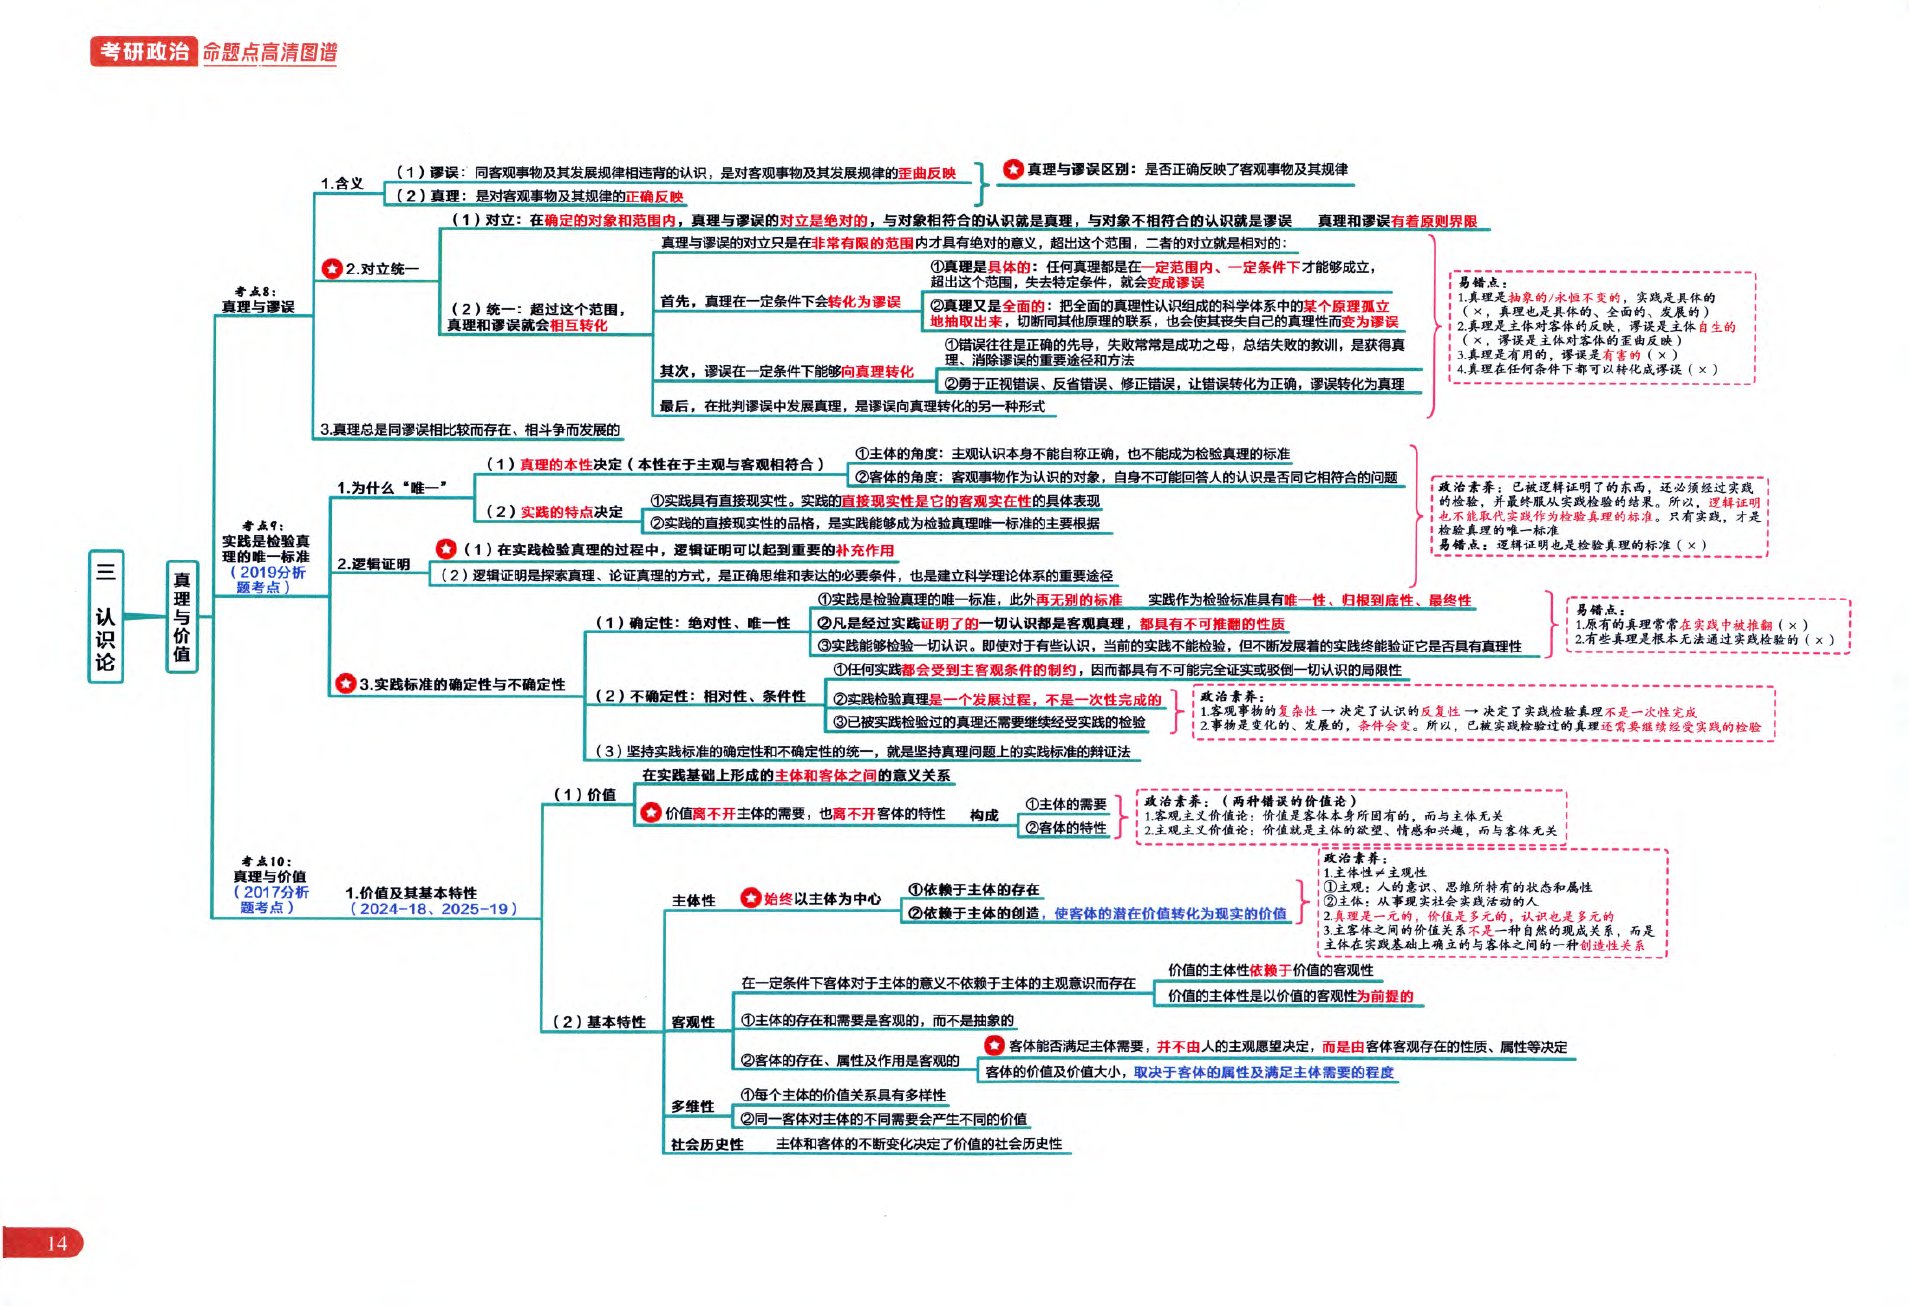 考研政治 命题点高清图谱
三 认识论
真理与价值
考点8：
真理与谬误
1.含义
（1）谬误：同客观事物及其发展规律相违背的认识，是对客观事物及其发展规律的歪曲反映
（2）真理：是对客观事物及其规律的正确反映
真理与谬误区别：是否正确反映了客观事物及其规律
2.对立统一
（1）对立：在确定的对象和范围内，真理与谬误的对立是绝对的，与对象相符合的认识就是真理，与对象不相符合的认识就是谬误 真理和谬误有着原则界限
（2）统一：超过这个范围，
真理和谬误就会相互转化
真理与谬误的对立只是在非常有限的范围内才具有绝对的意义，超出这个范围，二者的对立就是相对的：
首先，真理在一定条件下会转化为谬误
①真理是具体的：任何真理都是在一定范围内、一定条件下才能够成立，
超出这个范围，失去特定条件，就会变成谬误
②真理又是全面的：把全面的真理性认识组成的科学体系中的某个原理孤立
地抽取出来，切断同其他原理的联系，也会使其丧失自己的真理性而变为谬误
其次，谬误在一定条件下能够向真理转化
①错误往往是正确的先导，失败常常是成功之母，总结失败的教训，是获得真
理、消除谬误的重要途径和方法
②勇于正视错误、反省错误、修正错误，让错误转化为正确，谬误转化为真理
最后，在批判谬误中发展真理，是谬误向真理转化的另一种形式
易错点：
1.真理是抽象的/永恒不变的，实践是具体的
（×，真理也是具体的、全面的、发展的）
2.真理是主体对客体的反映，谬误是主体自生的
（×，谬误是主体对客体的歪曲反映）
3.真理是有用的，谬误是有害的（×）
4.真理在任何条件下都可以转化成谬误（×）
3.真理总是同谬误相比较而存在、相斗争而发展的
考点9：
实践是检验真
理的唯一标准
（2019分析
题考点）
1.为什么“唯一”
（1）真理的本性决定（本性在于主观与客观相符合）
①主体的角度：主观认识本身不能自称正确，也不能成为检验真理的标准
②客体的角度：客观事物作为认识的对象，自身不可能回答人的认识是否同它相符合的问题
（2）实践的特点决定
①实践具有直接现实性。实践的直接现实性是它的客观实在性的具体表现
②实践的直接现实性的品格，是实践能够成为检验真理唯一标准的主要根据
2.逻辑证明
（1）在实践检验真理的过程中，逻辑证明可以起到重要的补充作用
（2）逻辑证明是探索真理、论证真理的方式，是正确思维和表达的必要条件，也是建立科学理论体系的重要途径
政治素养：已被逻辑证明了的东西，还必须经过实践
的检验，并最终服从实践检验的结果。所以，逻辑证明
也不能取代实践作为检验真理的标准。只有实践，才是
检验真理的唯一标准
易错点：逻辑证明也是检验真理的标准（×）
3.实践标准的确定性与不确定性
（1）确定性：绝对性、唯一性
①实践是检验真理的唯一标准，此外再无别的标准 实践作为检验标准具有唯一性、归根到底性、最终性
②凡是经过实践证明了的一切认识都是客观真理，都具有不可推翻的性质
③实践能够检验一切认识。即使对于有些认识，当前的实践不能检验，但不断发展着的实践终能验证它是否具有真理性
易错点：
1.原有的真理常常在实践中被推翻（×）
2.有些真理是根本无法通过实践检验的（×）
（2）不确定性：相对性、条件性
①任何实践都会受到主客观条件的制约，因而都具有不可能完全证实或驳倒一切认识的局限性
②实践检验真理是一个发展过程，不是一次性完成的
③已被实践检验过的真理还需要继续经受实践的检验
政治素养：
1.客观事物的复杂性→决定了认识的反复性→决定了实践检验真理不是一次性完成
2.事物是变化的、发展的，条件会变。所以，已被实践检验过的真理还需要继续经受实践的检验
（3）坚持实践标准的确定性和不确定性的统一，就是坚持真理问题上的实践标准的辩证法
考点10：
真理与价值
（2017分析
题考点）
1.价值及其基本特性
（2024-18、2025-19）
（1）价值
在实践基础上形成的主体和客体之间的意义关系
价值离不开主体的需要，也离不开客体的特性 构成
①主体的需要
②客体的特性
政治素养：（两种错误的价值论）
1.客观主义价值论：价值是客体本身所固有的，而与主体无关
2.主观主义价值论：价值就是主体的欲望、情感和兴趣，而与客体无关
（2）基本特性
主体性
始终以主体为中心
①依赖于主体的存在
②依赖于主体的创造，使客体的潜在价值转化为现实的价值
政治素养：
1.主体性≠主观性
①主观：人的意识、思维所持有的状态和属性
②主体：从事现实社会实践活动的人
2.真理是一元的，价值是多元的，认识也是多元的
3.主客体之间的价值关系不是一种自然的现成关系，而是
主体在实践基础上确立的与客体之间的一种创造性关系
客观性
在一定条件下客体对于主体的意义不依赖于主体的主观意识而存在
价值的主体性依赖于价值的客观性
价值的主体性是以价值的客观性为前提的
①主体的存在和需要是客观的，而不是抽象的
②客体的存在、属性及作用是客观的
客体能否满足主体需要，并不由人的主观愿望决定，而是由客体客观存在的性质、属性等决定
客体的价值及价值大小，取决于客体的属性及满足主体需要的程度
多维性
①每个主体的价值关系具有多样性
②同一客体对主体的不同需要会产生不同的价值
社会历史性 主体和客体的不断变化决定了价值的社会历史性
14